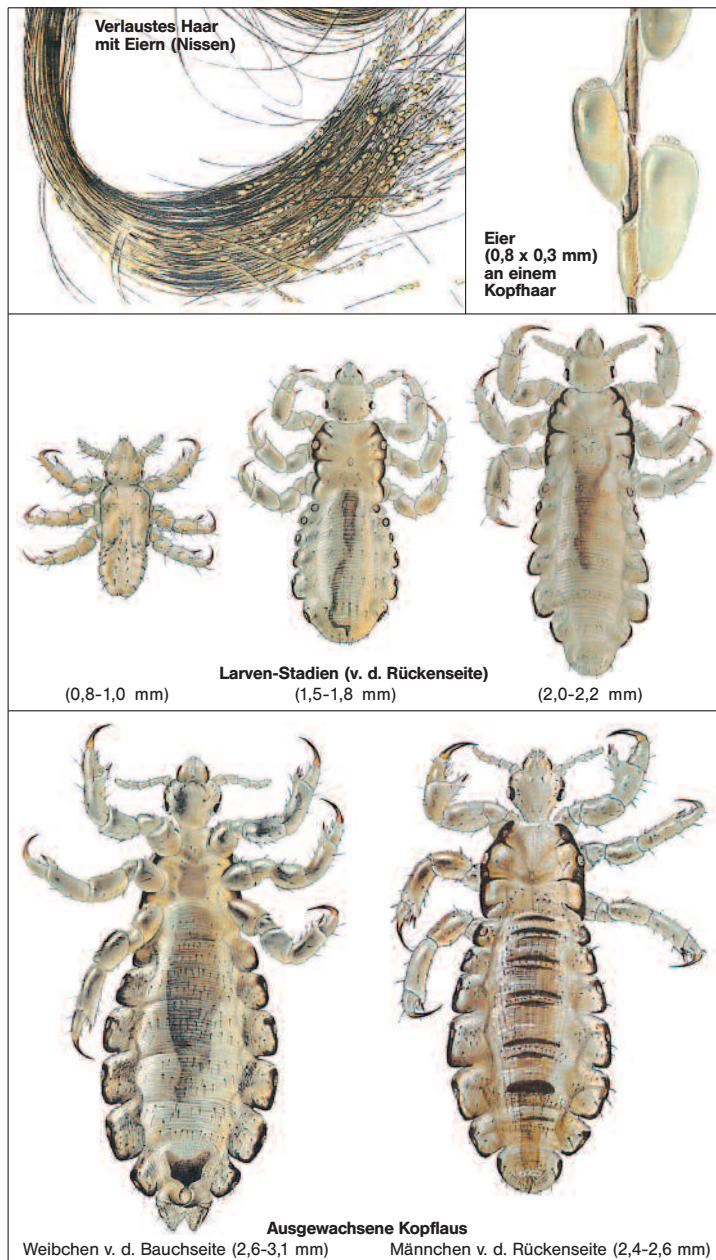 Verlaustes Haar
mit Eiern (Nissen)
Eier
(0,8 x 0,3 mm)
an einem
Kopfhaar
Larven-Stadien (v. d. Rückenseite)
(0,8-1,0 mm) (1,5-1,8 mm) (2,0-2,2 mm)
Ausgewachsene Kopflaus
Weibchen v. d. Bauchseite (2,6-3,1 mm) Männchen v. d. Rückenseite (2,4-2,6 mm)